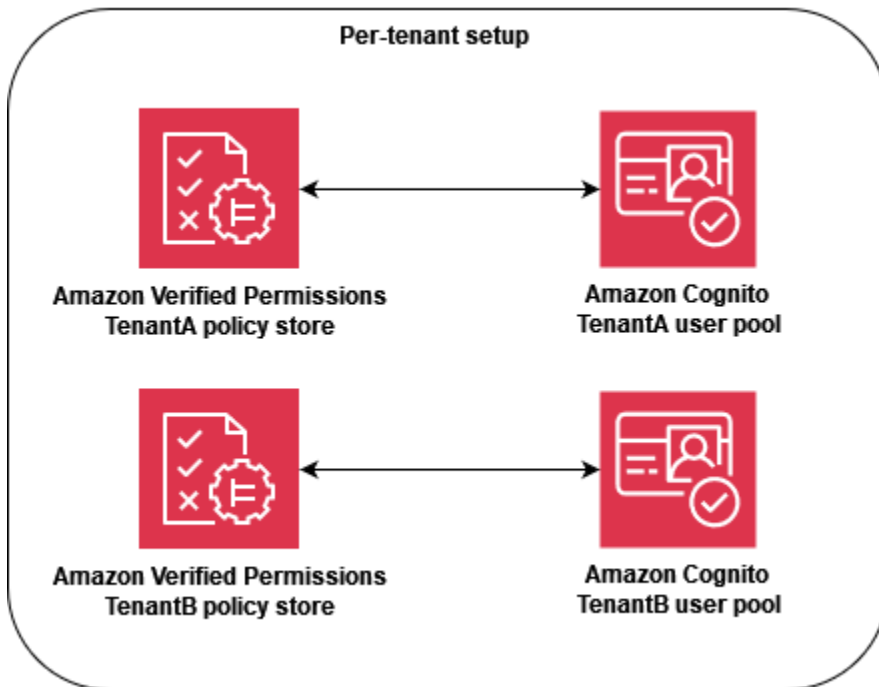 Per-tenant setup
Amazon Verified Permissions
TenantA policy store
Amazon Cognito
TenantA user pool
Amazon Verified Permissions
TenantB policy store
Amazon Cognito
TenantB user pool